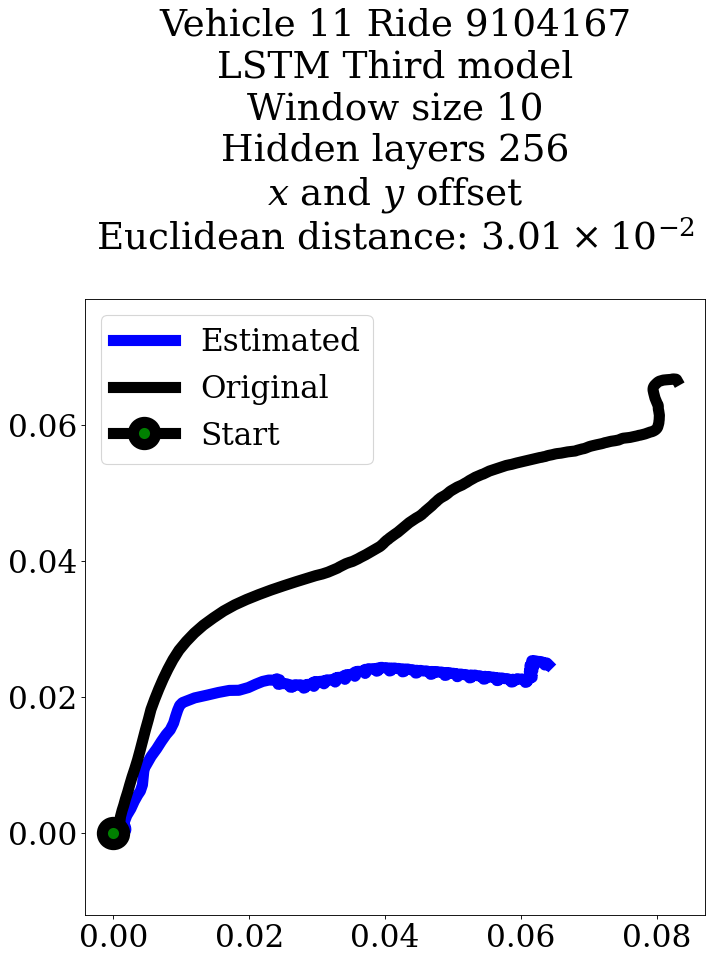 Vehicle 11 Ride 9104167
LSTM Third model
Window size 10
Hidden layers 256
x and y offset
Euclidean distance: 3.01 × 10⁻²
Estimated
Original
Start
0.06
0.04
0.02
0.00
0.00 0.02 0.04 0.06 0.08